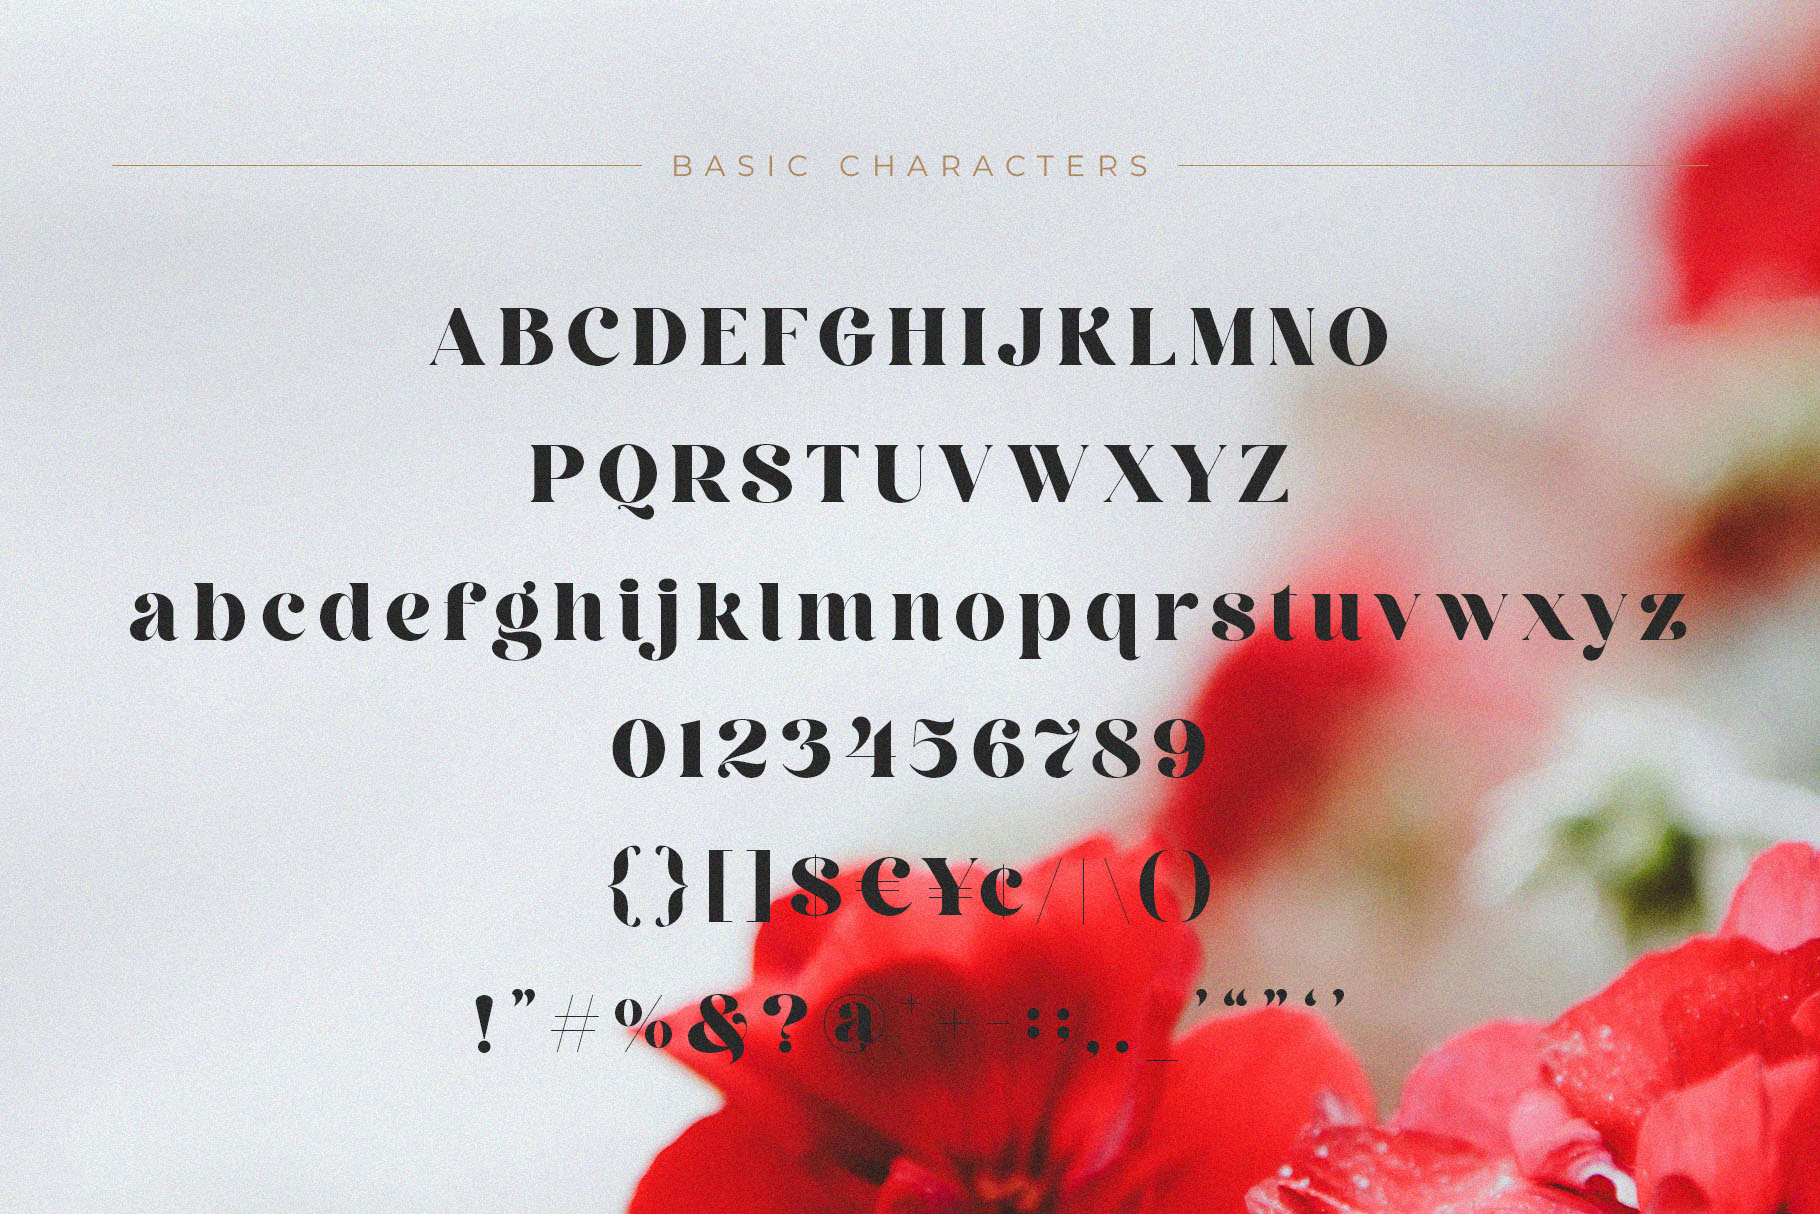 BASIC CHARACTERS
ABCDEFGHIJKLMNO
PQRSTUVWXYZ
abcdefghijklmnopqrstuvwxyz
0123456789
{}[]$€¥¢/|\()
!"#%&?@*+-:;,._’“”‘’